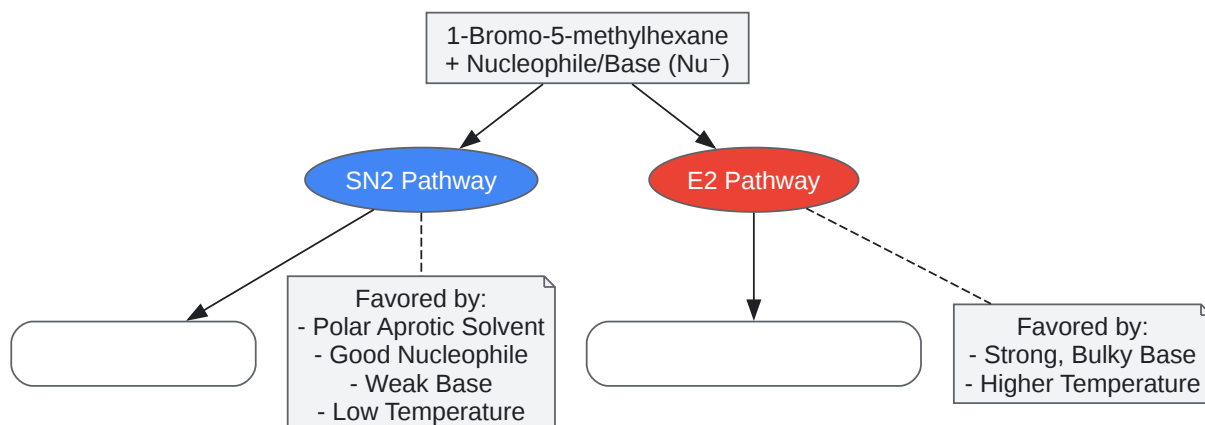 1-Bromo-5-methylhexane
+ Nucleophile/Base (Nu⁻)
SN2 Pathway
E2 Pathway
Favored by:
- Polar Aprotic Solvent
- Good Nucleophile
- Weak Base
- Low Temperature
Favored by:
- Strong, Bulky Base
- Higher Temperature